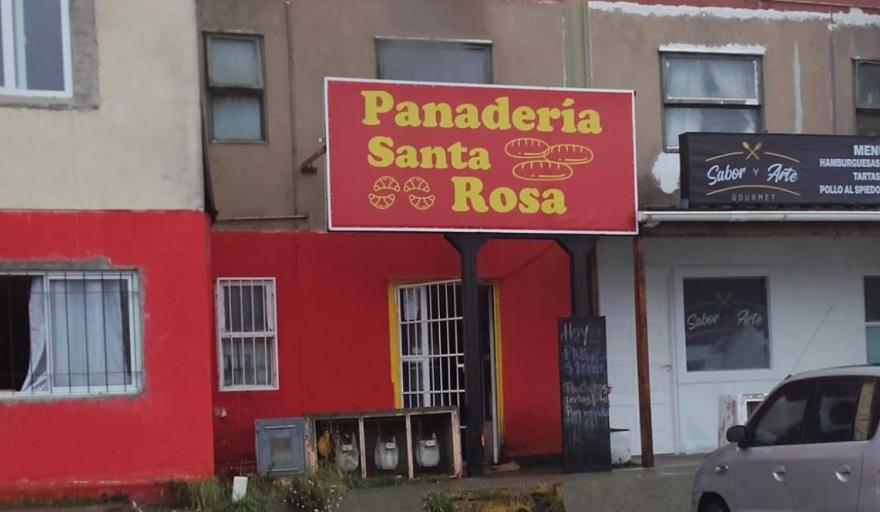 Panadería
Santa
Rosa
Sabor Y Arte
GOURMET
MENU
HAMBURGUESAS
TARTAS
POLLO AL SPIEDO
Sabor Arte
Hoy